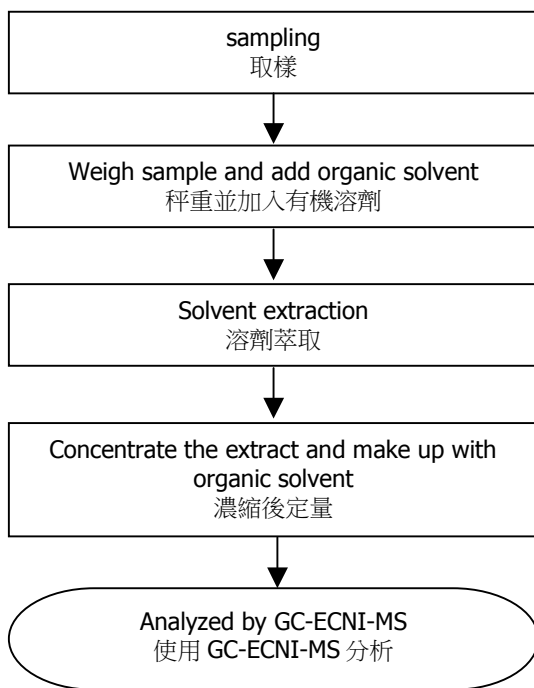 sampling
取樣
Weigh sample and add organic solvent
秤重並加入有機溶劑
Solvent extraction
溶劑萃取
Concentrate the extract and make up with
organic solvent
濃縮後定量
Analyzed by GC-ECNI-MS
使用 GC-ECNI-MS 分析